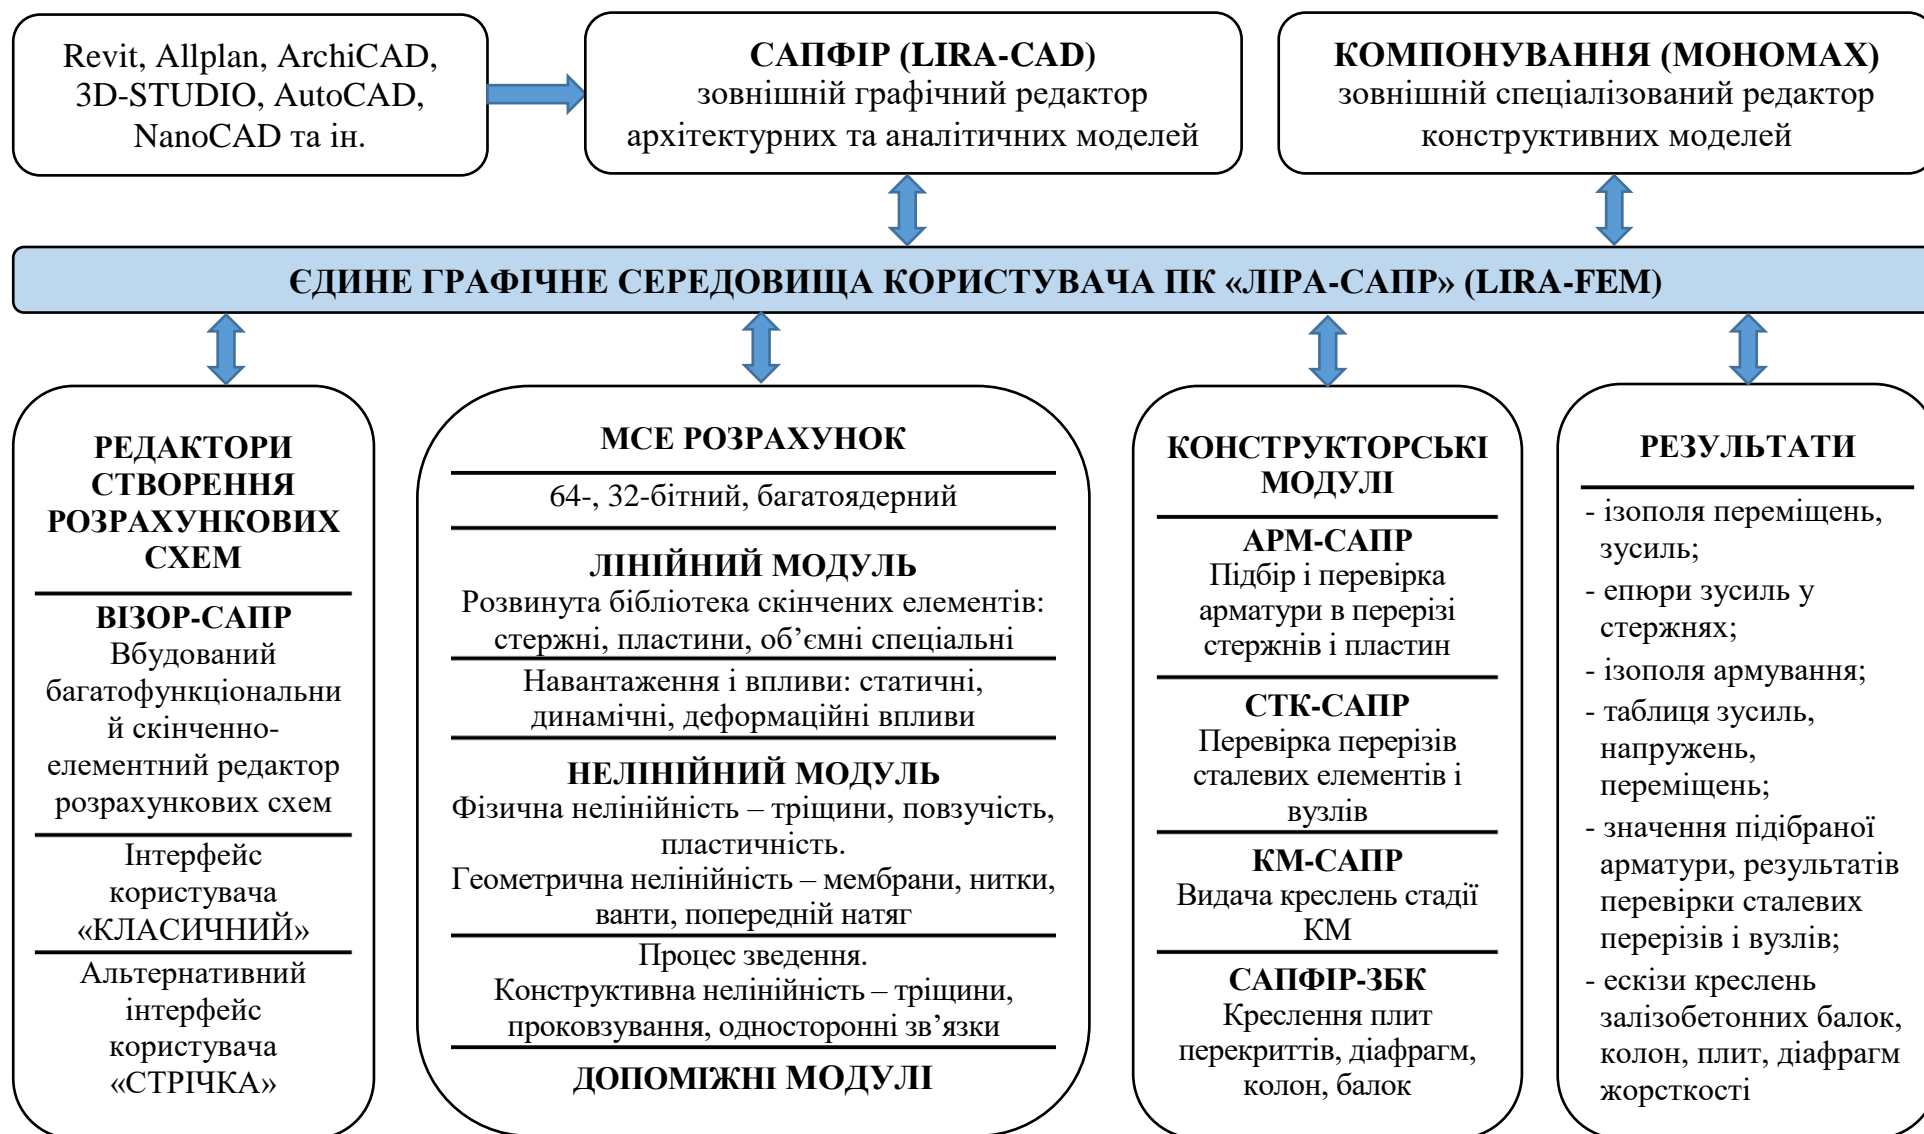 Revit, Allplan, ArchiCAD,
3D-STUDIO, AutoCAD,
NanoCAD та ін.
САПФІР (LIRA-CAD)
зовнішній графічний редактор
архітектурних та аналітичних моделей
КОМПОНУВАННЯ (МОНОМАХ)
зовнішній спеціалізований редактор
конструктивних моделей
ЄДИНЕ ГРАФІЧНЕ СЕРЕДОВИЩА КОРИСТУВАЧА ПК «ЛІРА-САПР» (LIRA-FEM)
РЕДАКТОРИ
СТВОРЕННЯ
РОЗРАХУНКОВИХ
СХЕМ
ВІЗОР-САПР
Вбудований
багатофункціональни
й скінченно-
елементний редактор
розрахункових схем
Інтерфейс
користувача
«КЛАСИЧНИЙ»
Альтернативний
інтерфейс
користувача
«СТРІЧКА»
МСЕ РОЗРАХУНОК
64-, 32-бітний, багатоядерний
ЛІНІЙНИЙ МОДУЛЬ
Розвинута бібліотека скінчених елементів:
стержні, пластини, об’ємні спеціальні
Навантаження і впливи: статичні,
динамічні, деформаційні впливи
НЕЛІНІЙНИЙ МОДУЛЬ
Фізична нелінійність – тріщини, повзучість,
пластичність.
Геометрична нелінійність – мембрани, нитки,
ванти, попередній натяг
Процес зведення.
Конструктивна нелінійність – тріщини,
проковзування, односторонні зв’язки
ДОПОМІЖНІ МОДУЛІ
КОНСТРУКТОРСЬКІ
МОДУЛІ
АРМ-САПР
Підбір і перевірка
арматури в перерізі
стержнів і пластин
СТК-САПР
Перевірка перерізів
сталевих елементів і
вузлів
КМ-САПР
Видача креслень стадії
КМ
САПФІР-ЗБК
Креслення плит
перекриттів, діафрагм,
колон, балок
РЕЗУЛЬТАТИ
- ізополя переміщень,
зусиль;
- епюри зусиль у
стержнях;
- ізополя армування;
- таблиця зусиль,
напружень,
переміщень;
- значення підібраної
арматури, результатів
перевірки сталевих
перерізів і вузлів;
- ескізи креслень
залізобетонних балок,
колон, плит, діафрагм
жорсткості